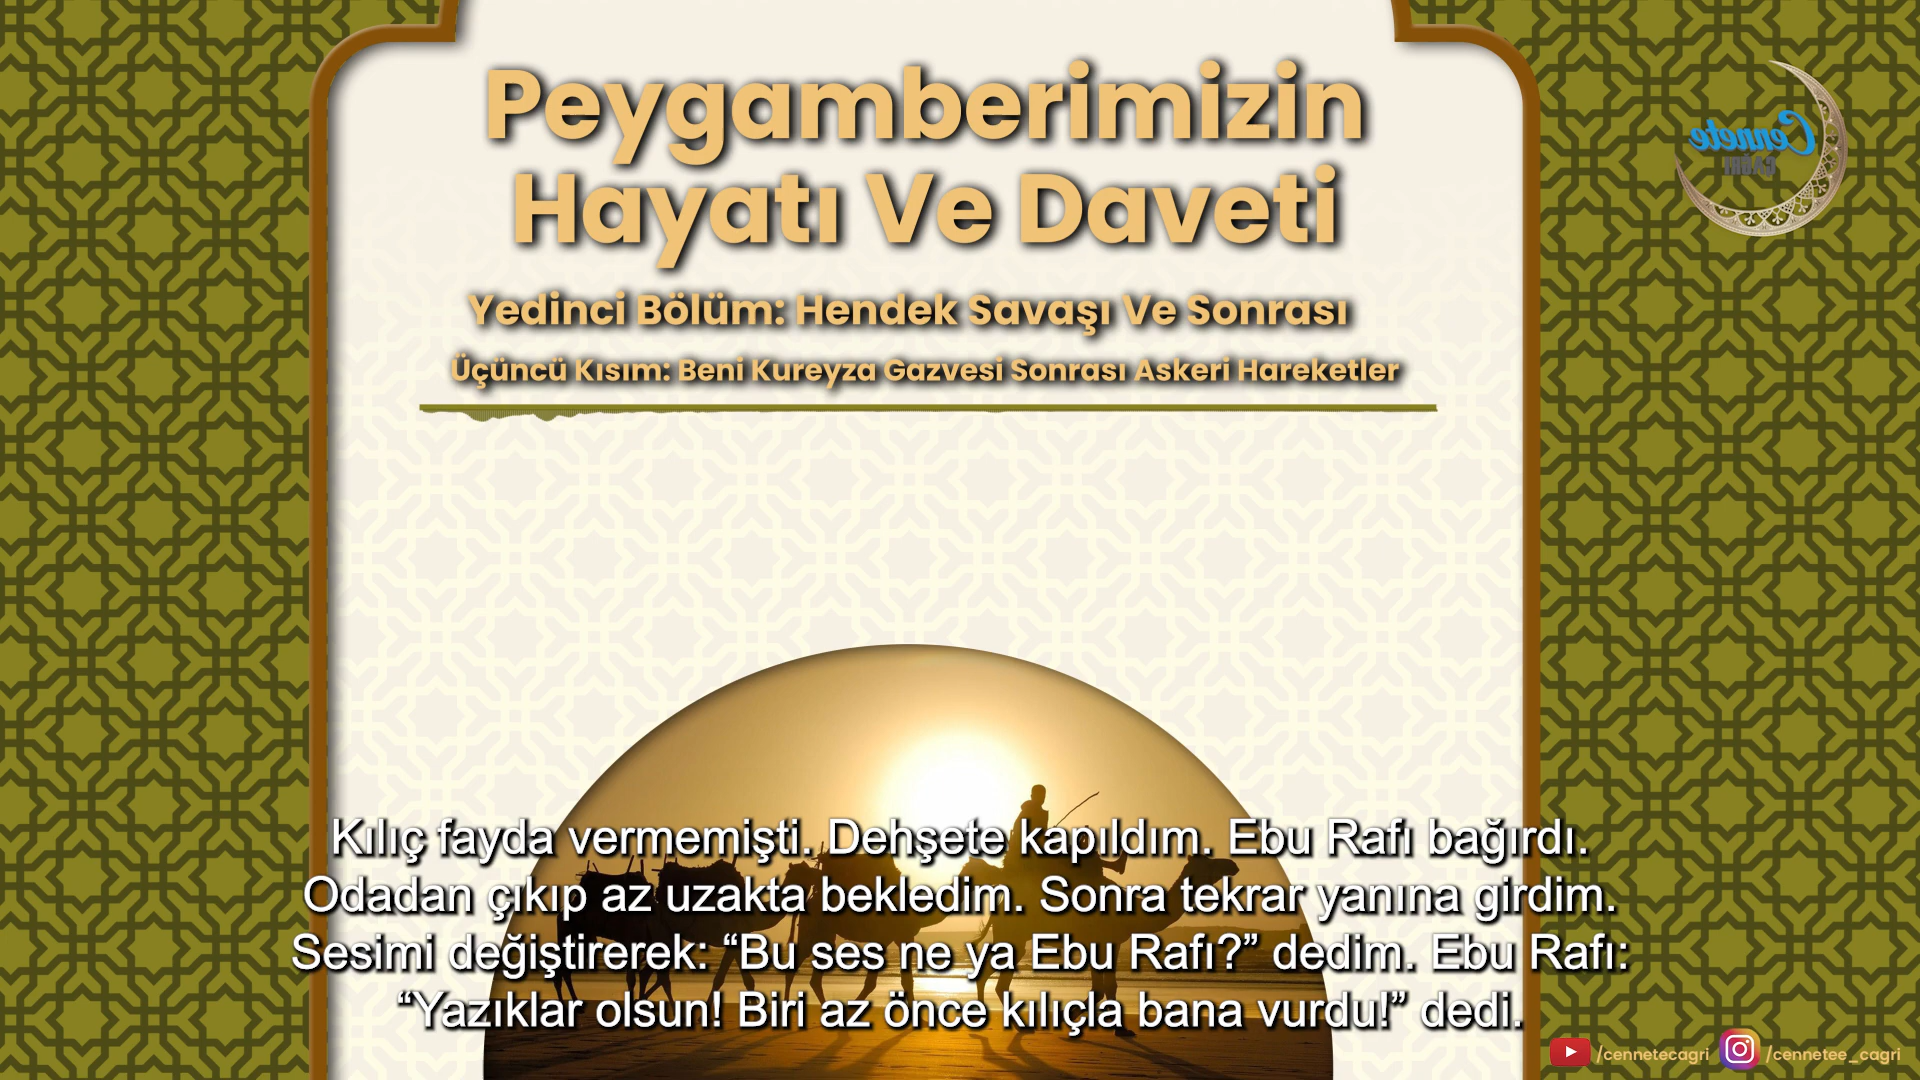 Peygamberimizin
Hayatı Ve Daveti
Yedinci Bölüm: Hendek Savaşı Ve Sonrası
Üçüncü Kısım: Beni Kureyza Gazvesi Sonrası Askeri Hareketler
Cennete
ÇAĞRI
Kılıç fayda vermemişti. Dehşete kapıldım. Ebu Rafı bağırdı.
Odadan çıkıp az uzakta bekledim. Sonra tekrar yanına girdim.
Sesimi değiştirerek: “Bu ses ne ya Ebu Rafı?” dedim. Ebu Rafı:
“Yazıklar olsun! Biri az önce kılıçla bana vurdu!” dedi.
/cennetecagri /cennetee_cagri